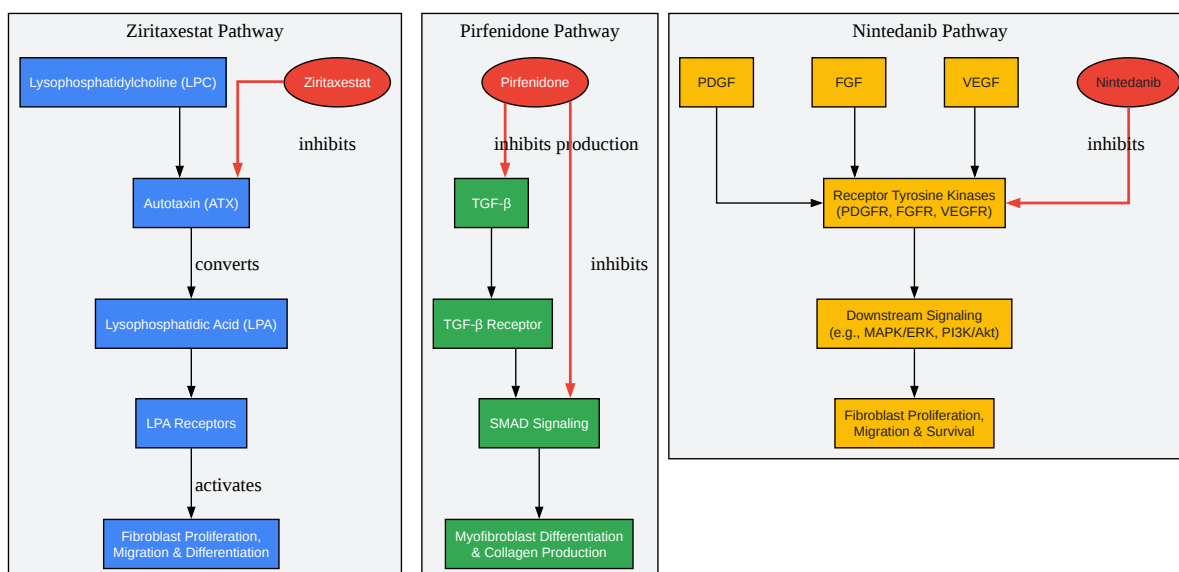 Ziritaxestat Pathway
Lysophosphatidylcholine (LPC)
Ziritaxestat
inhibits
Autotaxin (ATX)
converts
Lysophosphatidic Acid (LPA)
LPA Receptors
activates
Fibroblast Proliferation,
Migration & Differentiation
Pirfenidone Pathway
Pirfenidone
inhibits production
TGF-β
inhibits
TGF-β Receptor
SMAD Signaling
Myofibroblast Differentiation
& Collagen Production
Nintedanib Pathway
PDGF
FGF
VEGF
Nintedanib
inhibits
Receptor Tyrosine Kinases
(PDGFR, FGFR, VEGFR)
Downstream Signaling
(e.g., MAPK/ERK, PI3K/Akt)
Fibroblast Proliferation,
Migration & Survival